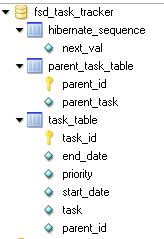 fsd_task_tracker
hibernate_sequence
next_val
parent_task_table
parent_id
parent_task
task_table
task_id
end_date
priority
start_date
task
parent_id